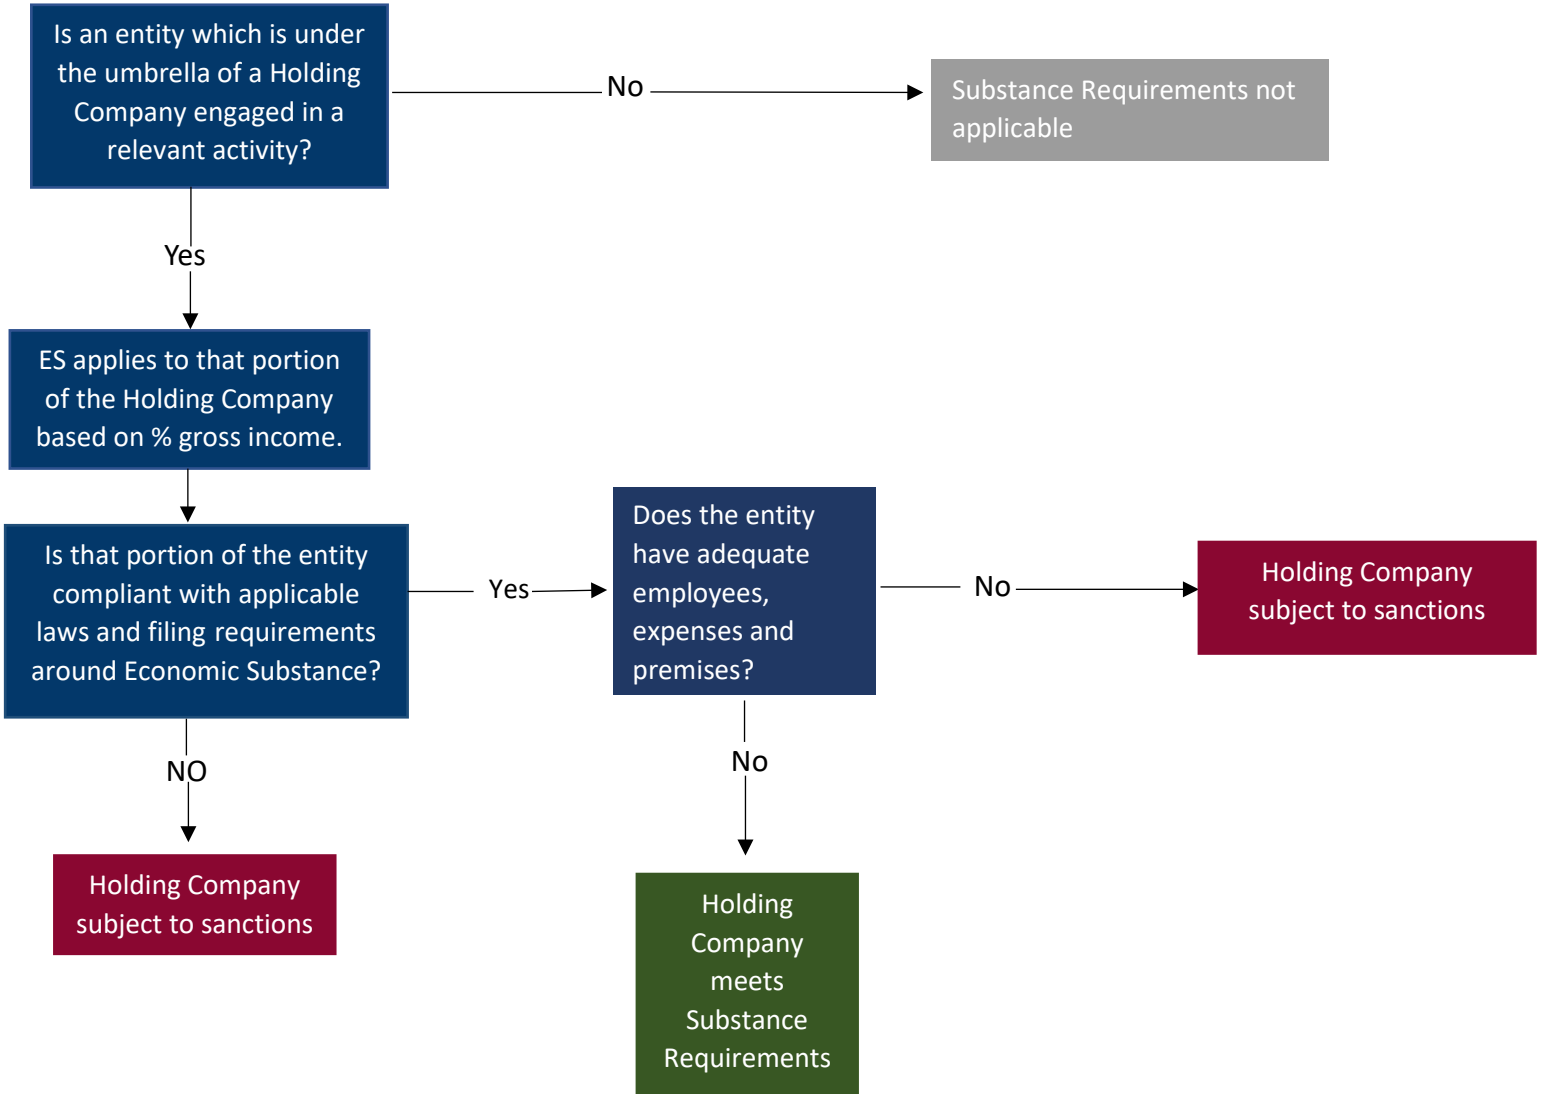 Is an entity which is under
the umbrella of a Holding
Company engaged in a
relevant activity?
No
Substance Requirements not
applicable
Yes
ES applies to that portion
of the Holding Company
based on % gross income.
Is that portion of the entity
compliant with applicable
laws and filing requirements
around Economic Substance?
Yes
Does the entity
have adequate
employees,
expenses and
premises?
No
Holding Company
subject to sanctions
NO
Holding Company
subject to sanctions
No
Holding
Company
meets
Substance
Requirements